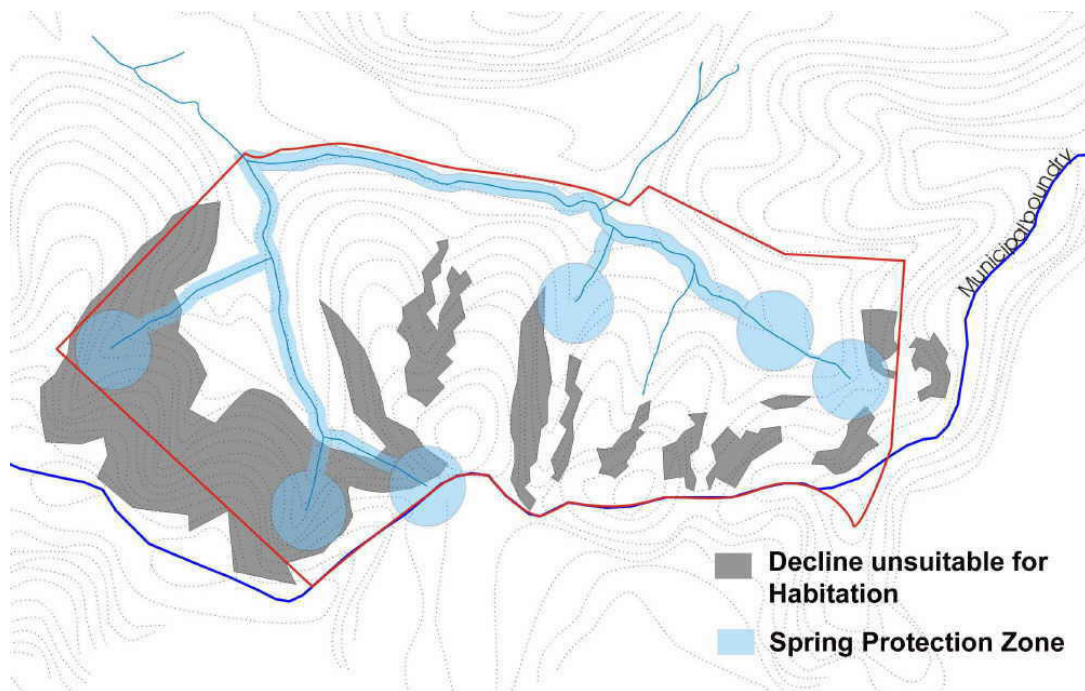 Municipal boundry
Decline unsuitable for
Habitation
Spring Protection Zone